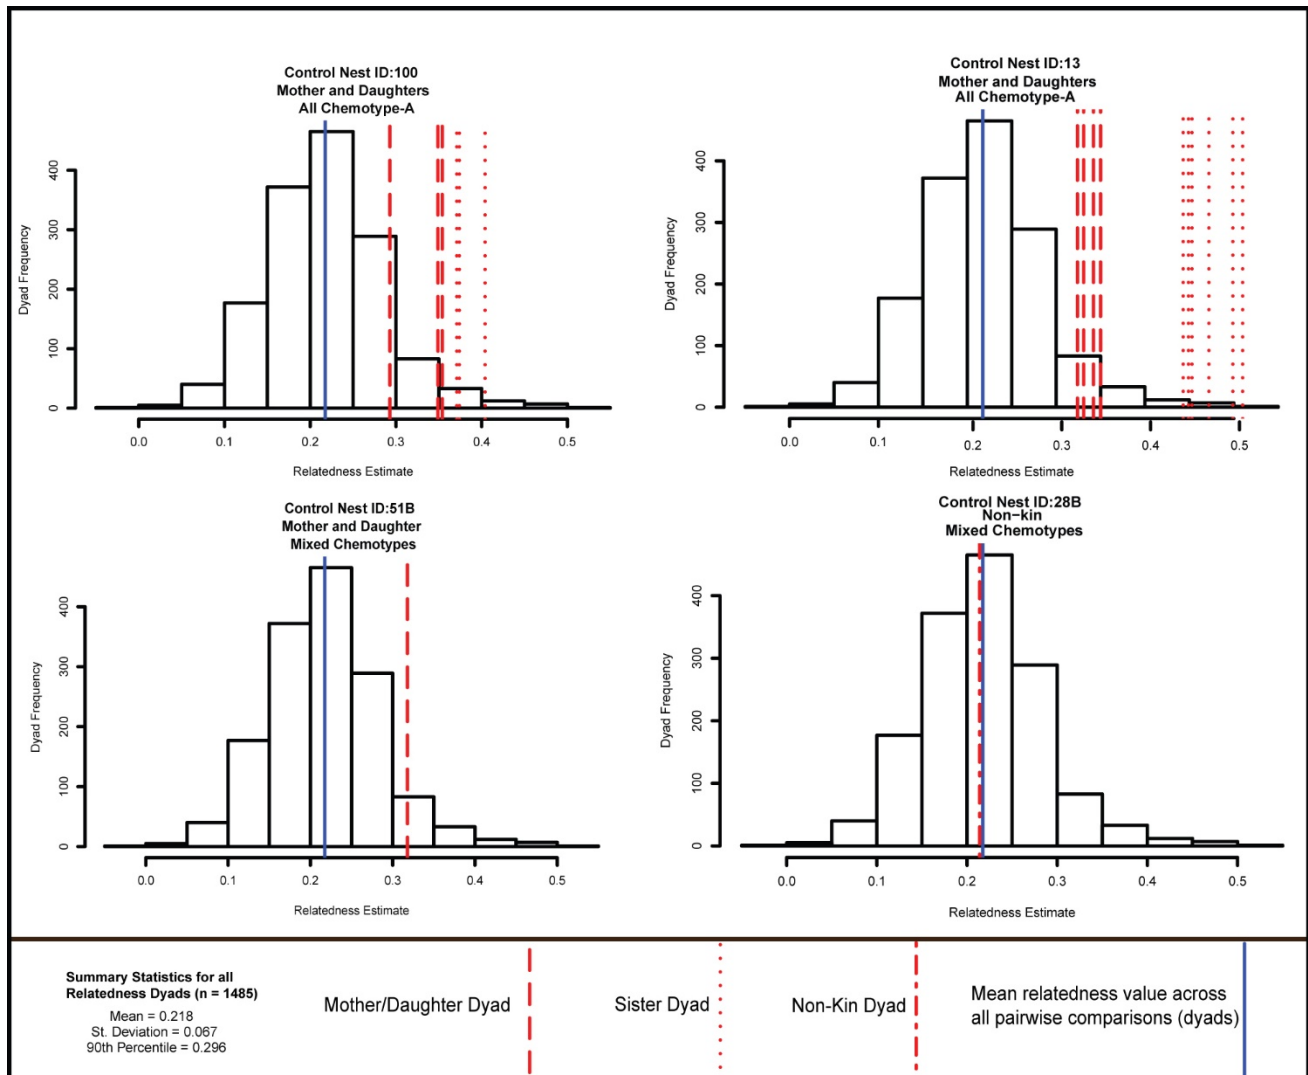 Control Nest ID:100
Mother and Daughters
All Chemotype-A
Dyad Frequency
400
300
200
100
0
0.0 0.1 0.2 0.3 0.4 0.5
Relatedness Estimate
Control Nest ID:13
Mother and Daughters
All Chemotype-A
Dyad Frequency
400
300
200
100
0
0.0 0.1 0.2 0.3 0.4 0.5
Relatedness Estimate
Control Nest ID:51B
Mother and Daughter
Mixed Chemotypes
Dyad Frequency
400
300
200
100
0
0.0 0.1 0.2 0.3 0.4 0.5
Relatedness Estimate
Control Nest ID:28B
Non−kin
Mixed Chemotypes
Dyad Frequency
400
300
200
100
0
0.0 0.1 0.2 0.3 0.4 0.5
Relatedness Estimate
Summary Statistics for all
Relatedness Dyads (n = 1485)
Mean = 0.218
St. Deviation = 0.067
90th Percentile = 0.296
Mother/Daughter Dyad
Sister Dyad
Non-Kin Dyad
Mean relatedness value across
all pairwise comparisons (dyads)